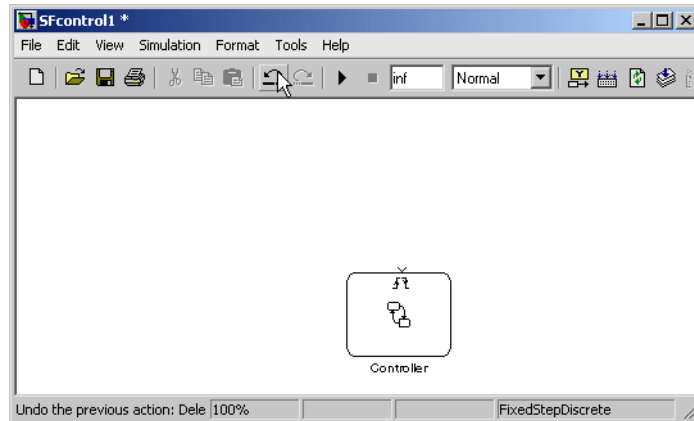 SFcontrol1 *
File Edit View Simulation Format Tools Help
inf Normal
Controller
Undo the previous action: Dele 100% FixedStepDiscrete